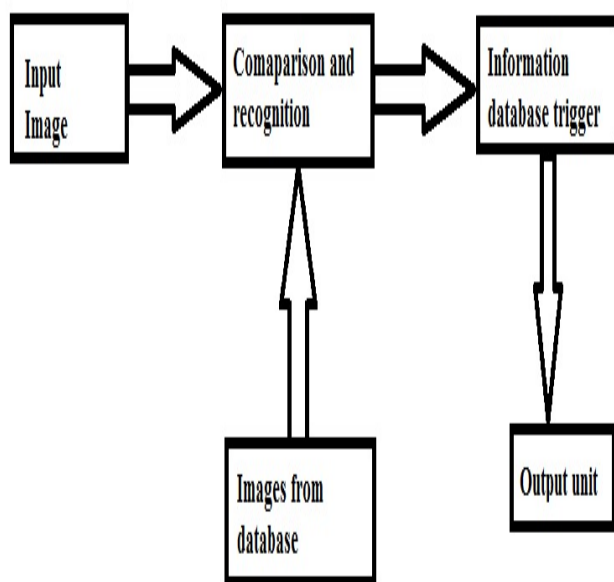 Input
Image
Comaparison and
recognition
Information
database trigger
Images from
database
Output unit